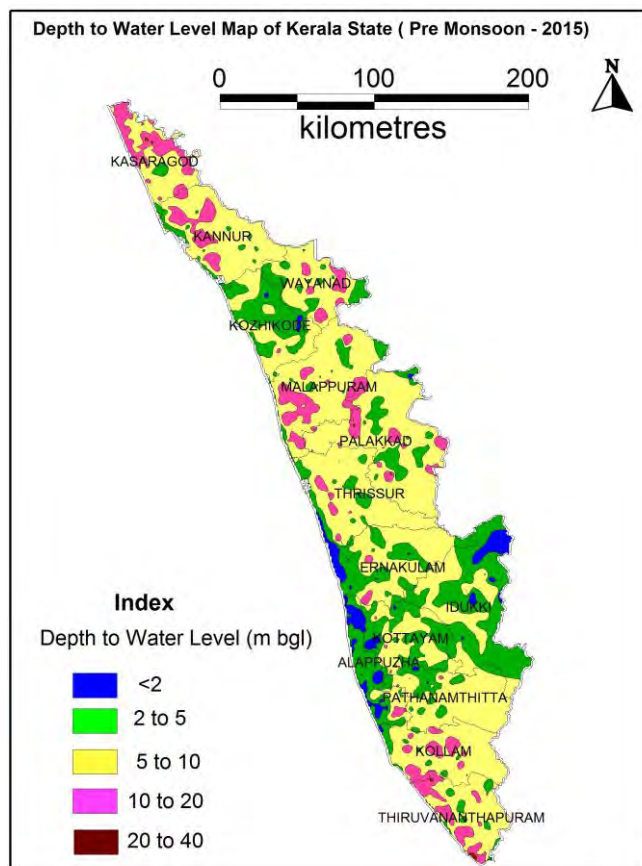 Depth to Water Level Map of Kerala State ( Pre Monsoon - 2015)
0 100 200
kilometres
N
KASARAGOD
KANNUR
WAYANAD
KOZHIKODE
MALAPPURAM
PALAKKAD
THRISSUR
ERNAKULAM
IDUKKI
KOTTAYAM
ALAPPUZHA
PATHANAMTHITTA
KOLLAM
THIRUVANANTHAPURAM
Index
Depth to Water Level (m bgl)
<2
2 to 5
5 to 10
10 to 20
20 to 40